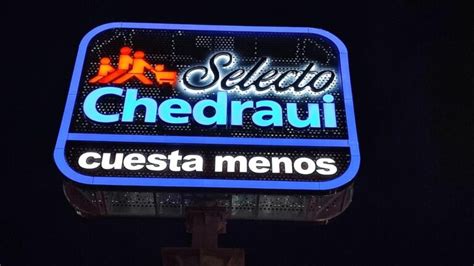 Selecto
Chedraui
cuesta menos